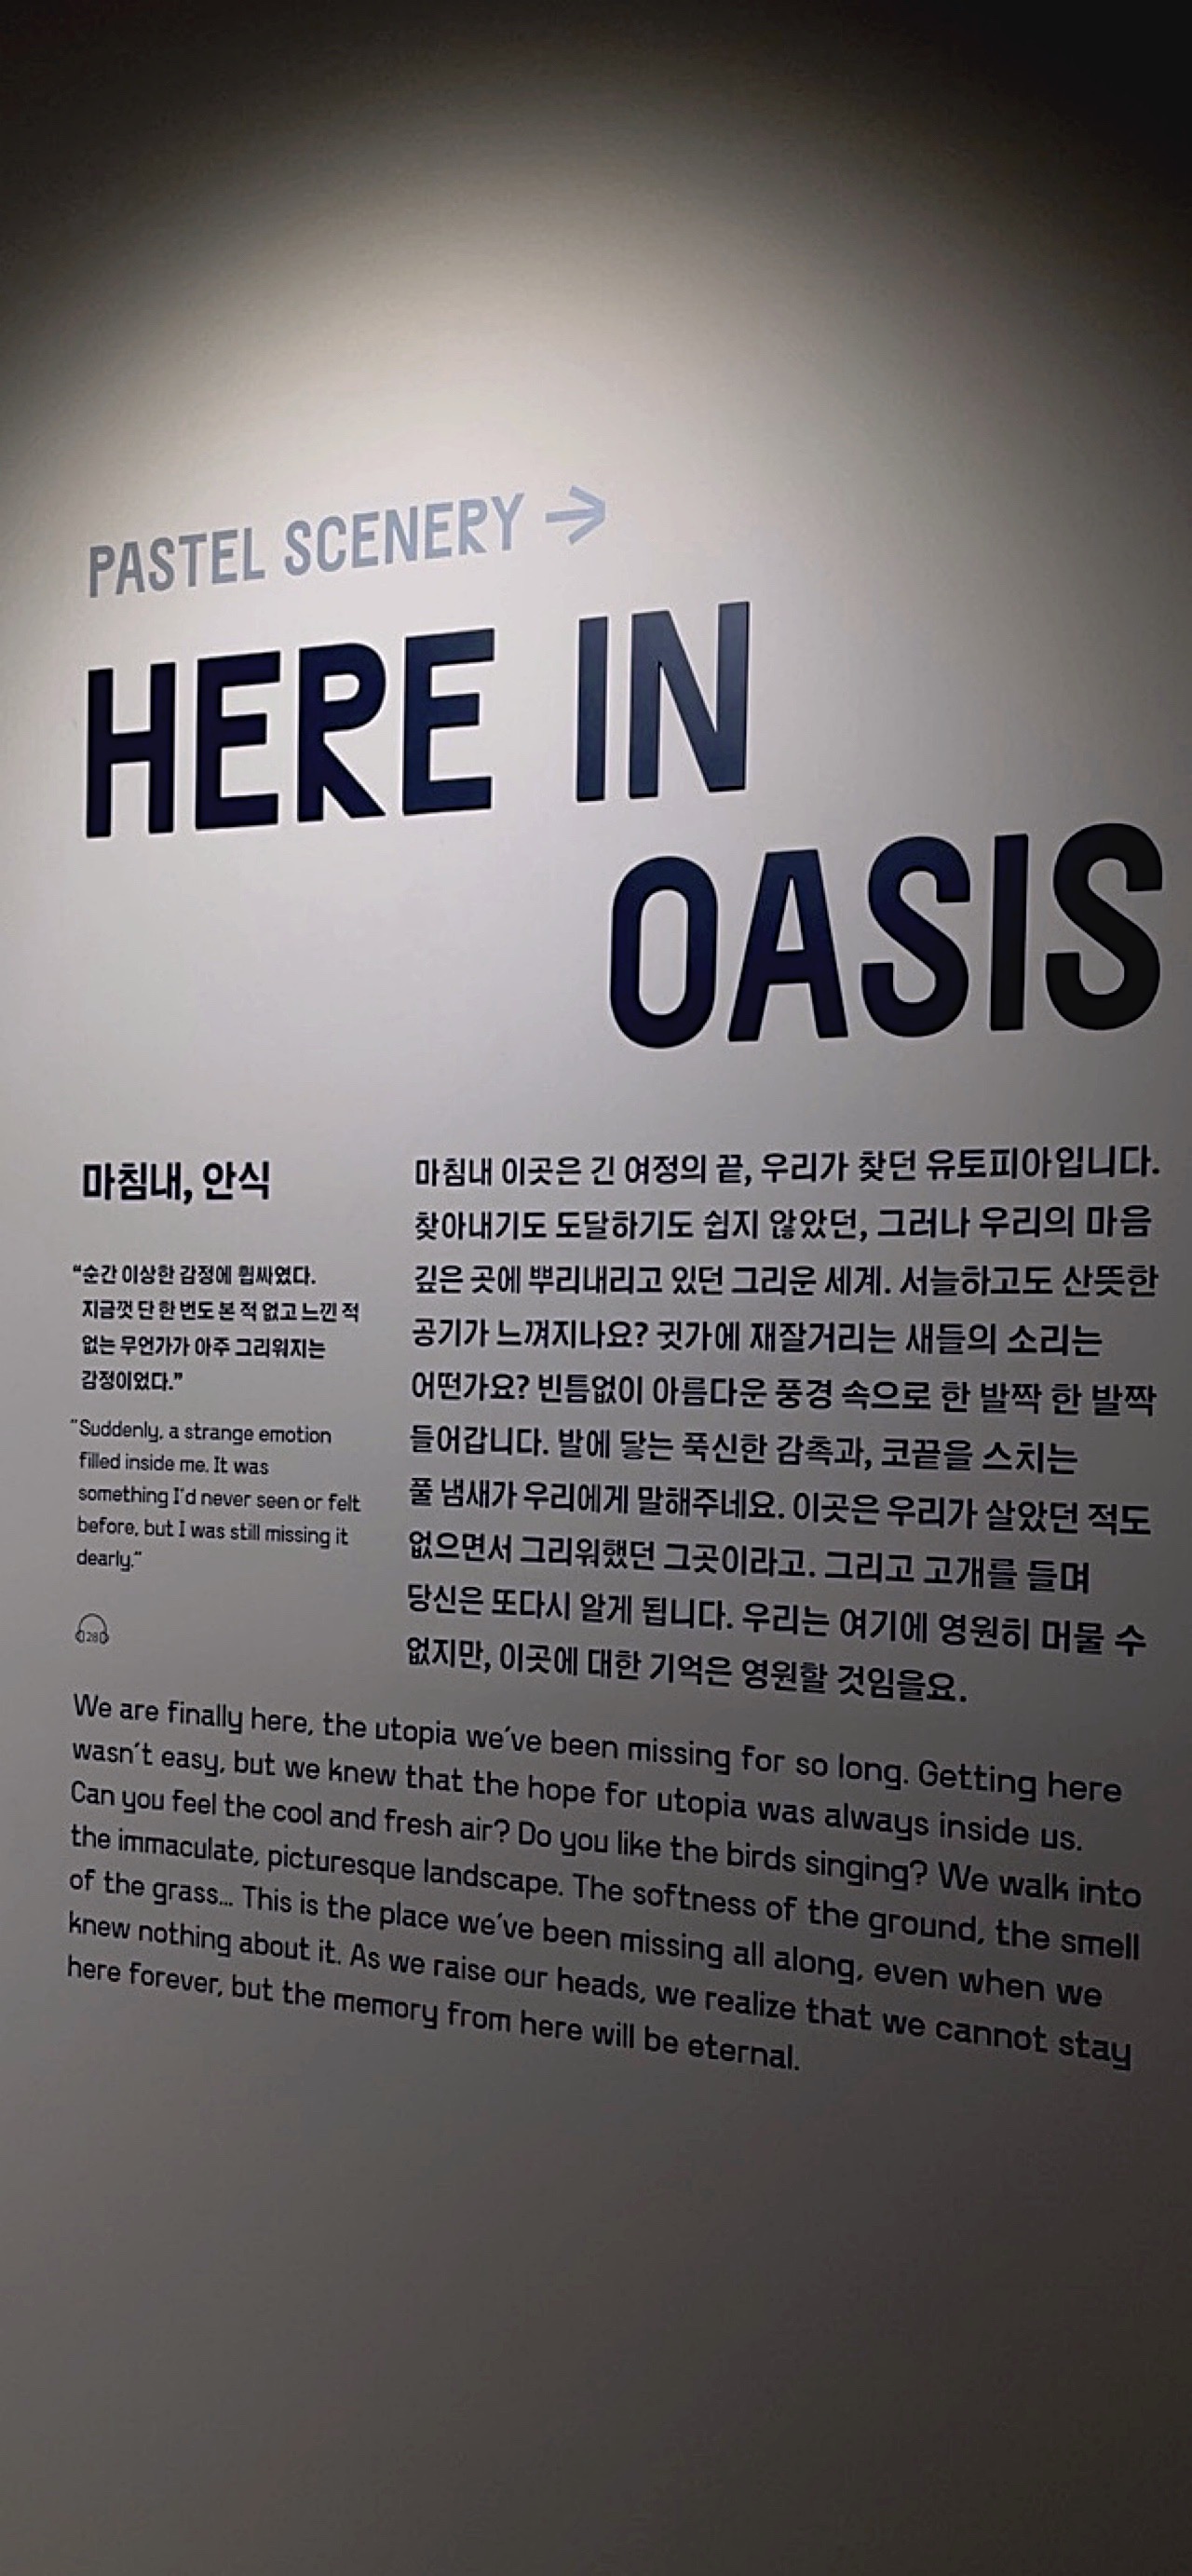 PASTEL SCENERY →
HERE IN
OASIS
마침내, 안식
“순간 이상한 감정에 휩싸였다.
지금껏 단 한 번도 본 적 없고 느낀 적
없는 무언가가 아주 그리워지는
감정이었다.”
“Suddenly, a strange emotion
filled inside me. It was
something I’d never seen or felt
before, but I was still missing it
dearly.”
28
마침내 이곳은 긴 여정의 끝, 우리가 찾던 유토피아입니다.
찾아내기도 도달하기도 쉽지 않았던, 그러나 우리의 마음
깊은 곳에 뿌리내리고 있던 그리운 세계. 서늘하고도 산뜻한
공기가 느껴지나요? 귓가에 재잘거리는 새들의 소리는
어떤가요? 빈틈없이 아름다운 풍경 속으로 한 발짝 한 발짝
들어갑니다. 발에 닿는 푹신한 감촉과, 코끝을 스치는
풀 냄새가 우리에게 말해주네요. 이곳은 우리가 살았던 적도
없으면서 그리워했던 그곳이라고. 그리고 고개를 들며
당신은 또다시 알게 됩니다. 우리는 여기에 영원히 머물 수
없지만, 이곳에 대한 기억은 영원할 것임을요.
We are finally here, the utopia we’ve been missing for so long. Getting here
wasn’t easy, but we knew that the hope for utopia was always inside us.
Can you feel the cool and fresh air? Do you like the birds singing? We walk into
the immaculate, picturesque landscape. The softness of the ground, the smell
of the grass... This is the place we’ve been missing all along, even when we
knew nothing about it. As we raise our heads, we realize that we cannot stay
here forever, but the memory from here will be eternal.